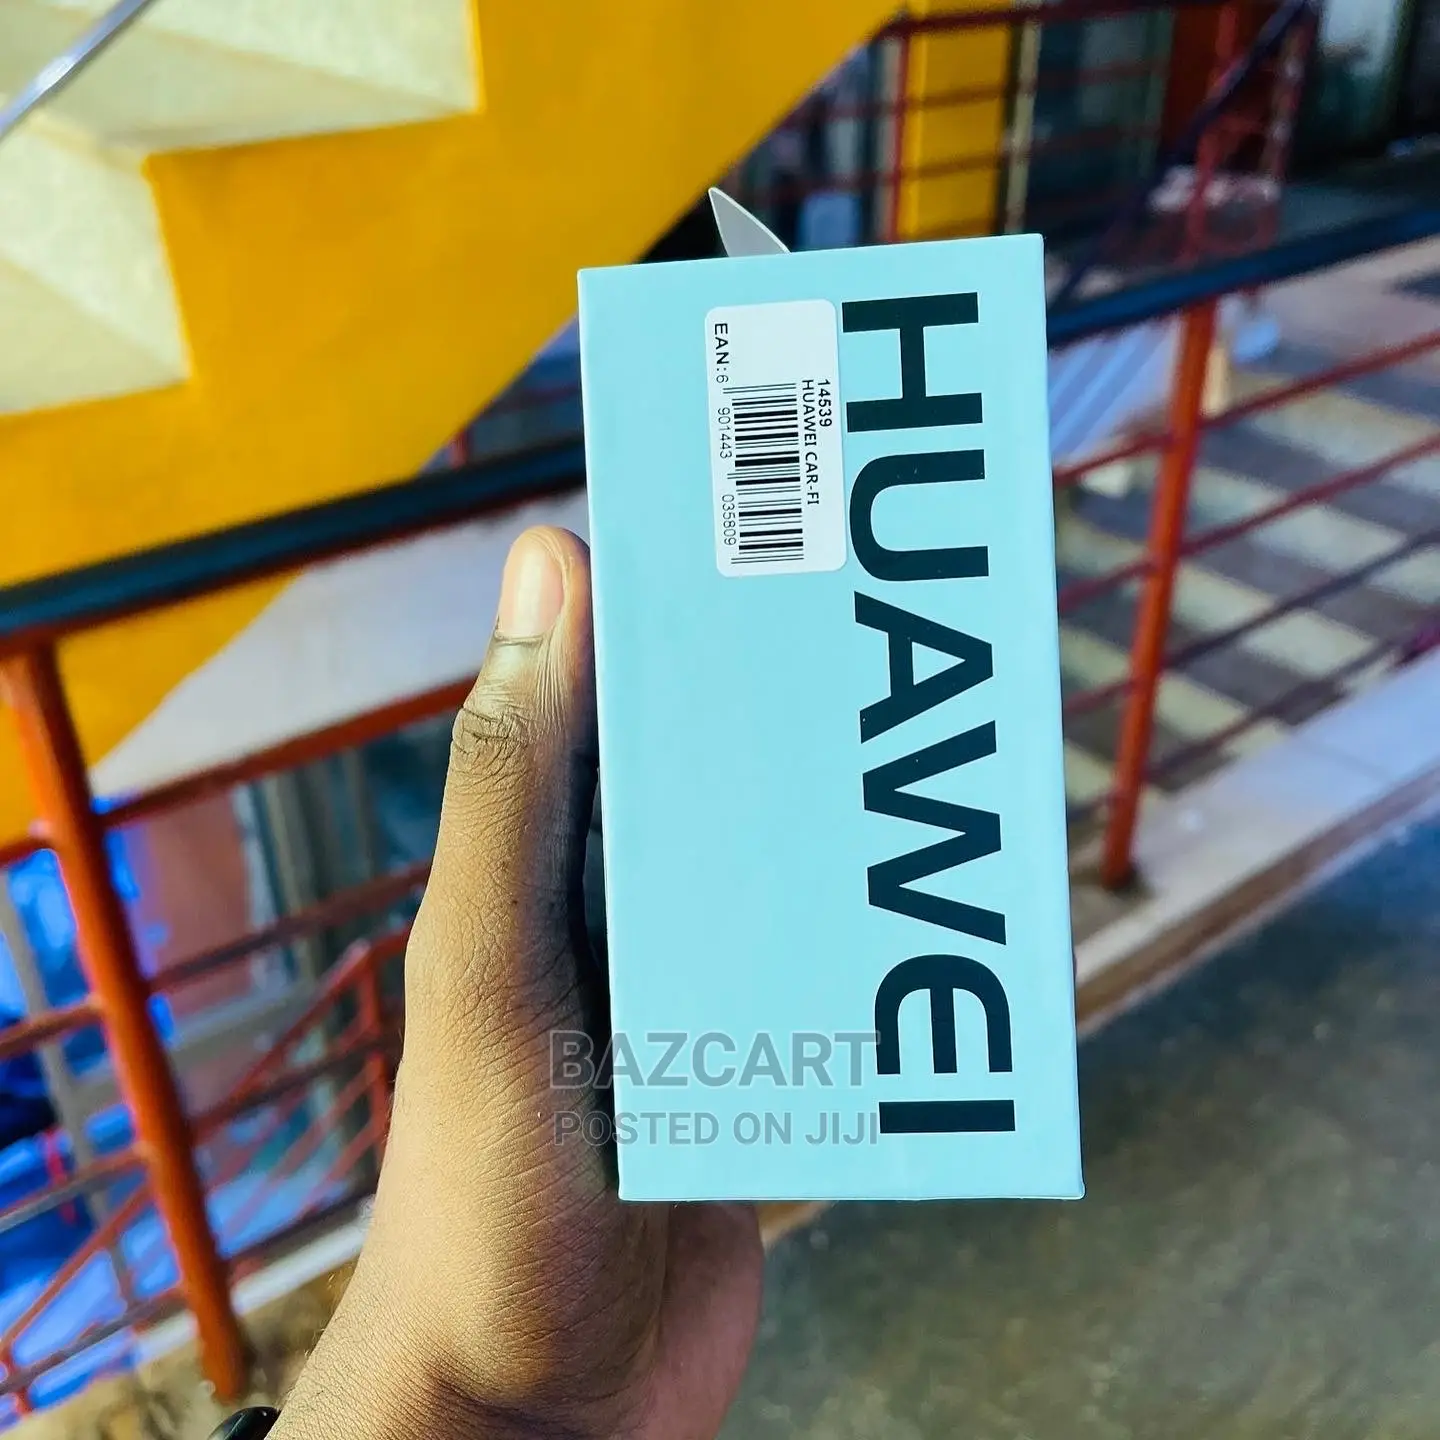 HUAWEI
14539
HUAWEI CAR-FI
EAN:6 901443 035809
BAZCART
POSTED ON JIJI